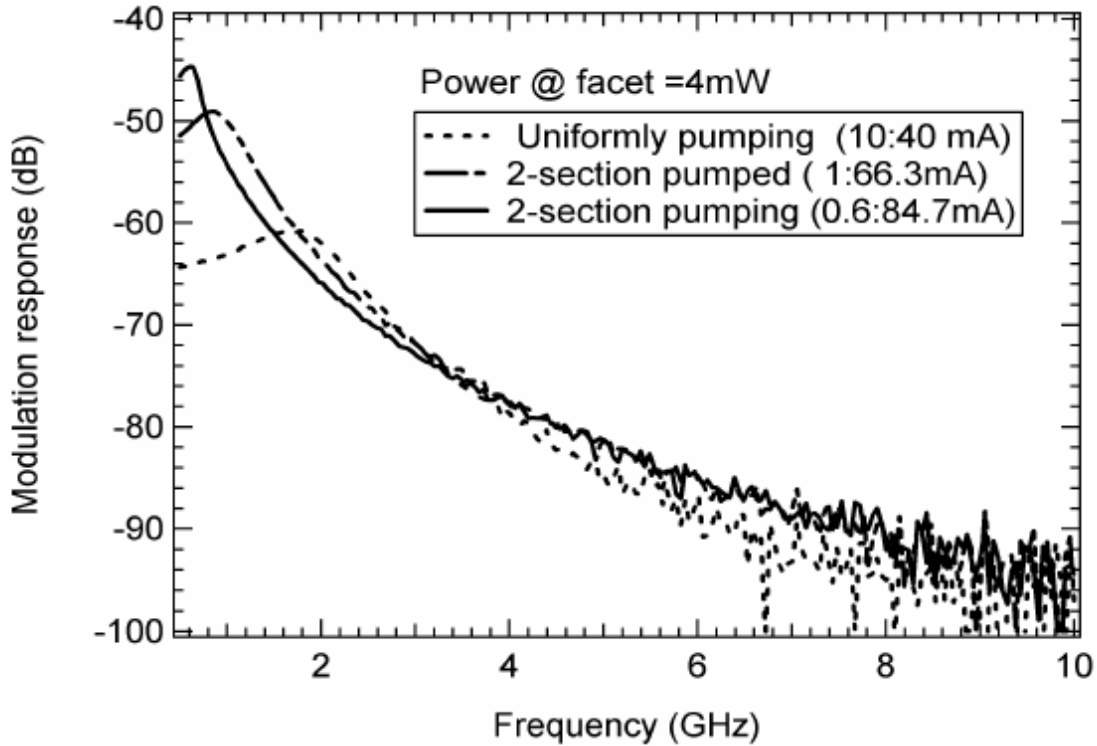 -40
-50
-60
-70
-80
-90
-100
Modulation response (dB)
Power @ facet =4mW
Uniformly pumping (10:40 mA)
2-section pumped ( 1:66.3mA)
2-section pumping (0.6:84.7mA)
2 4 6 8 10
Frequency (GHz)